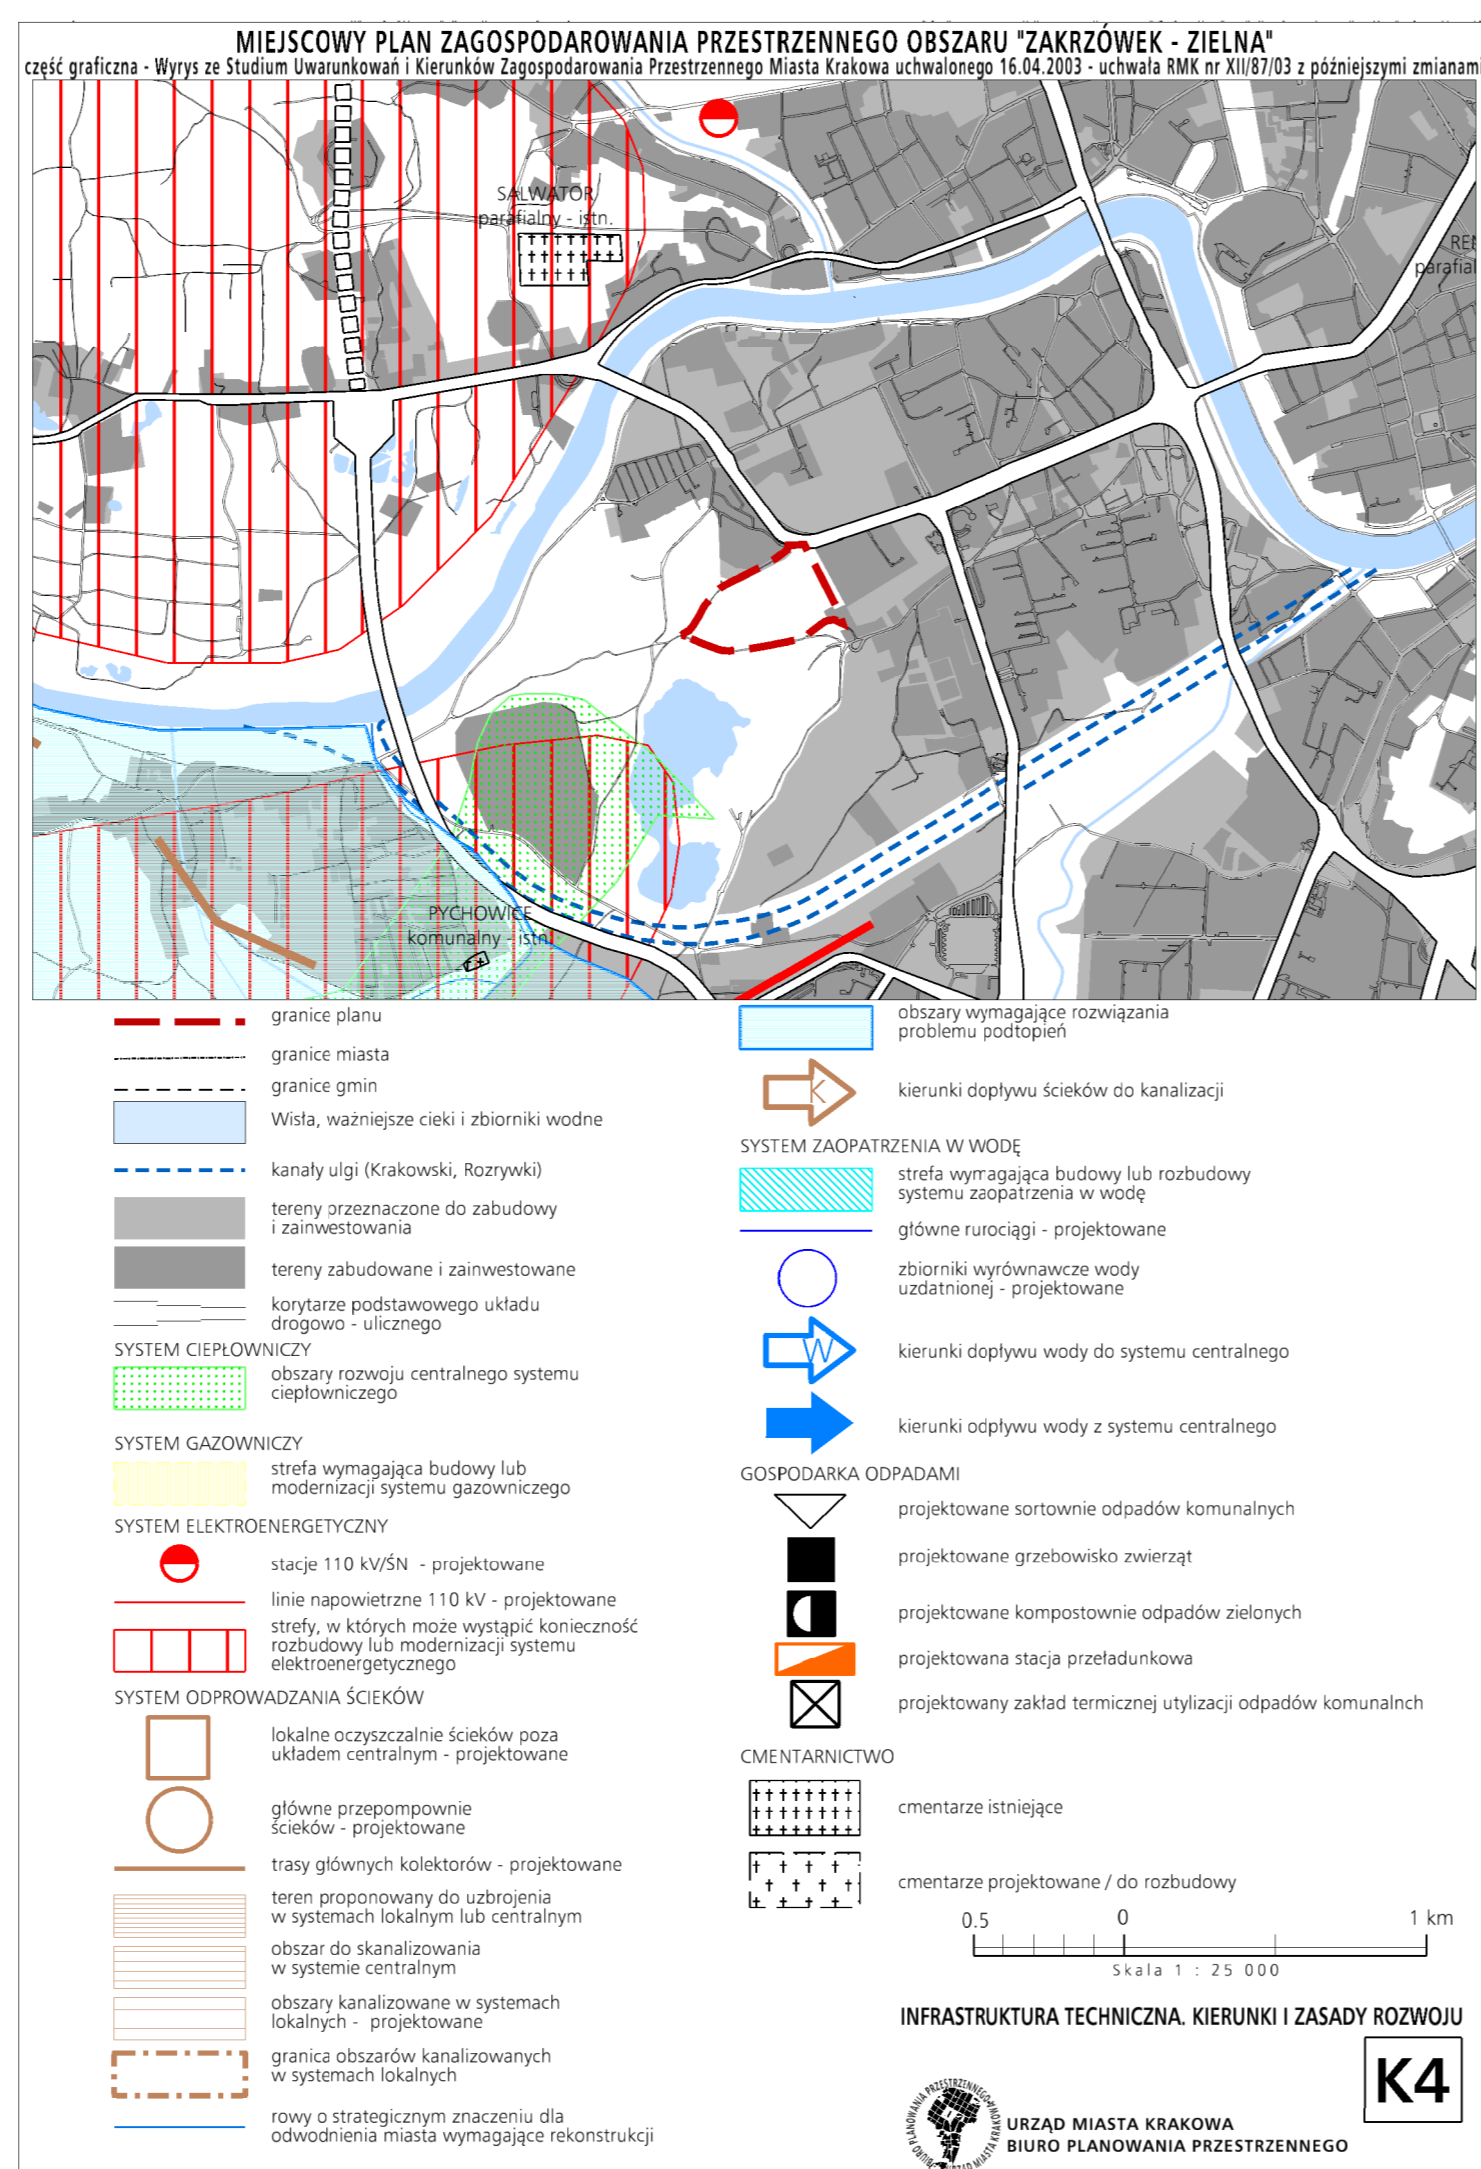 MIEJSCOWY PLAN ZAGOSPODAROWANIA PRZESTRZENNEGO OBSZARU "ZAKRZÓWEK - ZIELNA"
część graficzna - Wyrys ze Studium Uwarunkowań i Kierunków Zagospodarowania Przestrzennego Miasta Krakowa uchwalonego 16.04.2003 - uchwała RMK nr XII/87/03 z późniejszymi zmianami
SALWATOR
parafialny - istn.
REN
parafial
PYCHOWICE
komunalny - istn.
granice planu
granice miasta
granice gmin
Wisła, ważniejsze cieki i zbiorniki wodne
kanały ulgi (Krakowski, Rozrywki)
tereny przeznaczone do zabudowy
i zainwestowania
tereny zabudowane i zainwestowane
korytarze podstawowego układu
drogowo - ulicznego
SYSTEM CIEPŁOWNICZY
obszary rozwoju centralnego systemu
ciepłowniczego
SYSTEM GAZOWNICZY
strefa wymagająca budowy lub
modernizacji systemu gazowniczego
SYSTEM ELEKTROENERGETYCZNY
stacje 110 kV/ŚN - projektowane
linie napowietrzne 110 kV - projektowane
strefy, w których może wystąpić konieczność
rozbudowy lub modernizacji systemu
elektroenergetycznego
SYSTEM ODPROWADZANIA ŚCIEKÓW
lokalne oczyszczalnie ścieków poza
układem centralnym - projektowane
główne przepompownie
ścieków - projektowane
trasy głównych kolektorów - projektowane
teren proponowany do uzbrojenia
w systemach lokalnym lub centralnym
obszar do skanalizowania
w systemie centralnym
obszary kanalizowane w systemach
lokalnych - projektowane
granica obszarów kanalizowanych
w systemach lokalnych
rowy o strategicznym znaczeniu dla
odwodnienia miasta wymagające rekonstrukcji
obszary wymagające rozwiązania
problemu podtopień
K
kierunki dopływu ścieków do kanalizacji
SYSTEM ZAOPATRZENIA W WODĘ
strefa wymagająca budowy lub rozbudowy
systemu zaopatrzenia w wodę
główne rurociągi - projektowane
zbiorniki wyrównawcze wody
uzdatnionej - projektowane
W
kierunki dopływu wody do systemu centralnego
kierunki odpływu wody z systemu centralnego
GOSPODARKA ODPADAMI
projektowane sortownie odpadów komunalnych
projektowane grzebowisko zwierząt
projektowane kompostownie odpadów zielonych
projektowana stacja przeładunkowa
projektowany zakład termicznej utylizacji odpadów komunalnch
CMENTARNICTWO
cmentarze istniejące
cmentarze projektowane / do rozbudowy
0.5 0 1 km
Skala 1 : 25 000
INFRASTRUKTURA TECHNICZNA. KIERUNKI I ZASADY ROZWOJU
K4
BIURO PLANOWANIA PRZESTRZENNEGO
URZĄD MIASTA KRAKOWA
URZĄD MIASTA KRAKOWA
BIURO PLANOWANIA PRZESTRZENNEGO